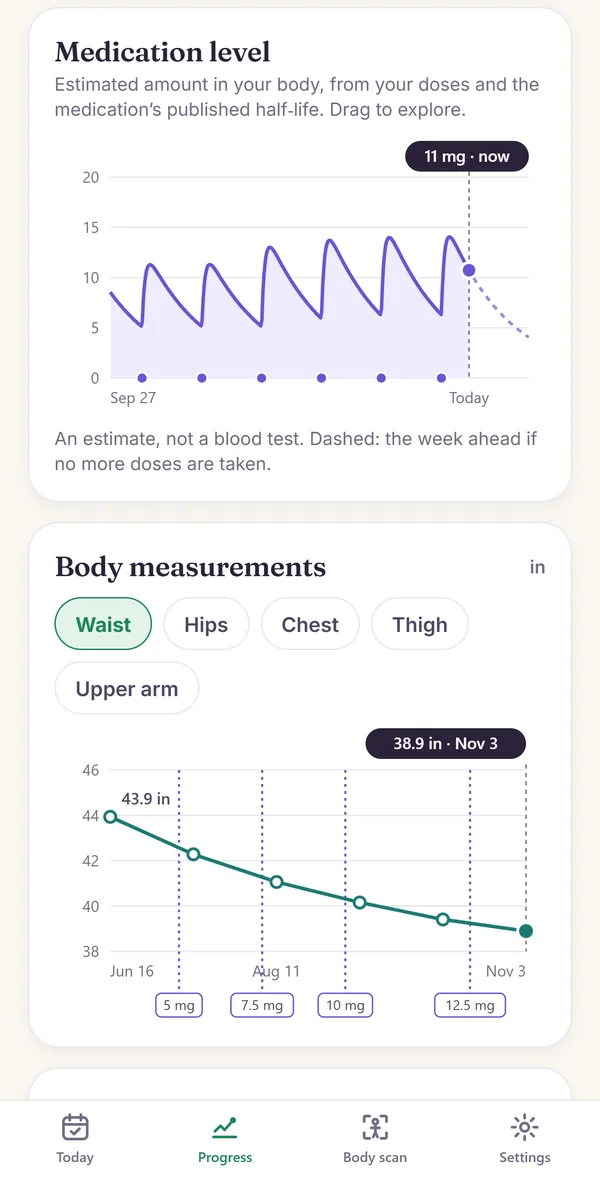 Medication level
Estimated amount in your body, from your doses and the
medication’s published half-life. Drag to explore.
11 mg · now
20
15
10
5
0
Sep 27
Today
An estimate, not a blood test. Dashed: the week ahead if
no more doses are taken.
Body measurements
in
Waist
Hips
Chest
Thigh
Upper arm
38.9 in · Nov 3
46
43.9 in
44
42
40
38
Jun 16
Aug 11
Nov 3
5 mg
7.5 mg
10 mg
12.5 mg
Today
Progress
Body scan
Settings